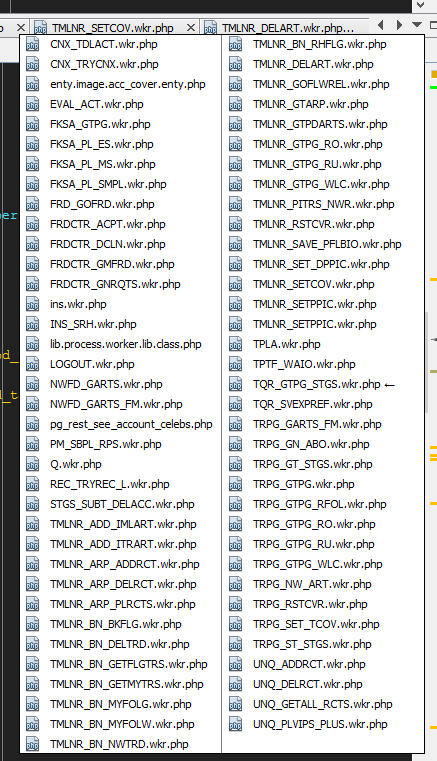 TMLNR_SETCOV.wkr.php
TMLNR_DELART.wkr.php...
CNX_TDLACT.wkr.php
CNX_TRYCNX.wkr.php
enty.image.acc_cover.enty.php
EVAL_ACT.wkr.php
FKSA_GTPG.wkr.php
FKSA_PL_ES.wkr.php
FKSA_PL_MS.wkr.php
FKSA_PL_SMPL.wkr.php
FRD_GOFRD.wkr.php
FRDCTR_ACPT.wkr.php
FRDCTR_DCLN.wkr.php
FRDCTR_GMFRD.wkr.php
FRDCTR_GNRQTS.wkr.php
ins.wkr.php
INS_SRH.wkr.php
lib.process.worker.lib.class.php
LOGOUT.wkr.php
NWFD_GARTS.wkr.php
NWFD_GARTS_FM.wkr.php
pg_rest_see_account_celebs.php
PM_SBPL_RPS.wkr.php
Q.wkr.php
REC_TRYREC_L.wkr.php
STGS_SUBT_DELACC.wkr.php
TMLNR_ADD_IMLART.wkr.php
TMLNR_ADD_ITRART.wkr.php
TMLNR_ARP_ADDRCT.wkr.php
TMLNR_ARP_DELRCT.wkr.php
TMLNR_ARP_PLRCTS.wkr.php
TMLNR_BN_BKFLG.wkr.php
TMLNR_BN_DELTRD.wkr.php
TMLNR_BN_GETFLGTRS.wkr.php
TMLNR_BN_GETMYTRS.wkr.php
TMLNR_BN_MYFOLG.wkr.php
TMLNR_BN_MYFOLW.wkr.php
TMLNR_BN_NWTRD.wkr.php
TMLNR_BN_RHFLG.wkr.php
TMLNR_DELART.wkr.php
TMLNR_GOFLWREL.wkr.php
TMLNR_GTARP.wkr.php
TMLNR_GTPDARTS.wkr.php
TMLNR_GTPG_RO.wkr.php
TMLNR_GTPG_RU.wkr.php
TMLNR_GTPG_WLC.wkr.php
TMLNR_PITRS_NWR.wkr.php
TMLNR_RSTCVR.wkr.php
TMLNR_SAVE_PFLBIO.wkr.php
TMLNR_SET_DPPIC.wkr.php
TMLNR_SETCOV.wkr.php
TMLNR_SETPPIC.wkr.php
TMLNR_SETPPIC.wkr.php
TPLA.wkr.php
TPTF_WAIO.wkr.php
TQR_GTPG_STGS.wkr.php ←
TQR_SVEXPREF.wkr.php
TRPG_GARTS_FM.wkr.php
TRPG_GN_ABO.wkr.php
TRPG_GT_STGS.wkr.php
TRPG_GTPG.wkr.php
TRPG_GTPG_RFOL.wkr.php
TRPG_GTPG_RO.wkr.php
TRPG_GTPG_RU.wkr.php
TRPG_GTPG_WLC.wkr.php
TRPG_NW_ART.wkr.php
TRPG_RSTCVR.wkr.php
TRPG_SET_TCOV.wkr.php
TRPG_ST_STGS.wkr.php
UNQ_ADDRCT.wkr.php
UNQ_DELRCT.wkr.php
UNQ_GETALL_RCTS.wkr.php
UNQ_PLVIPS_PLUS.wkr.php